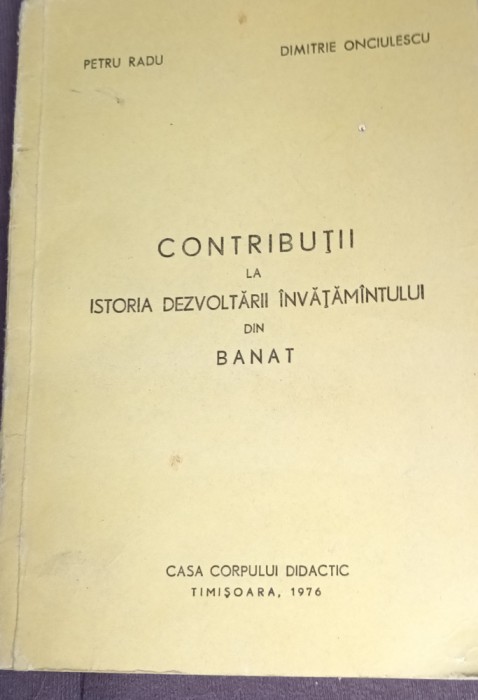 PETRU RADU
DIMITRIE ONCIULESCU
CONTRIBUŢII
LA
ISTORIA DEZVOLTĂRII ÎNVĂŢĂMÎNTULUI
DIN
BANAT
CASA CORPULUI DIDACTIC
TIMIŞOARA, 1976